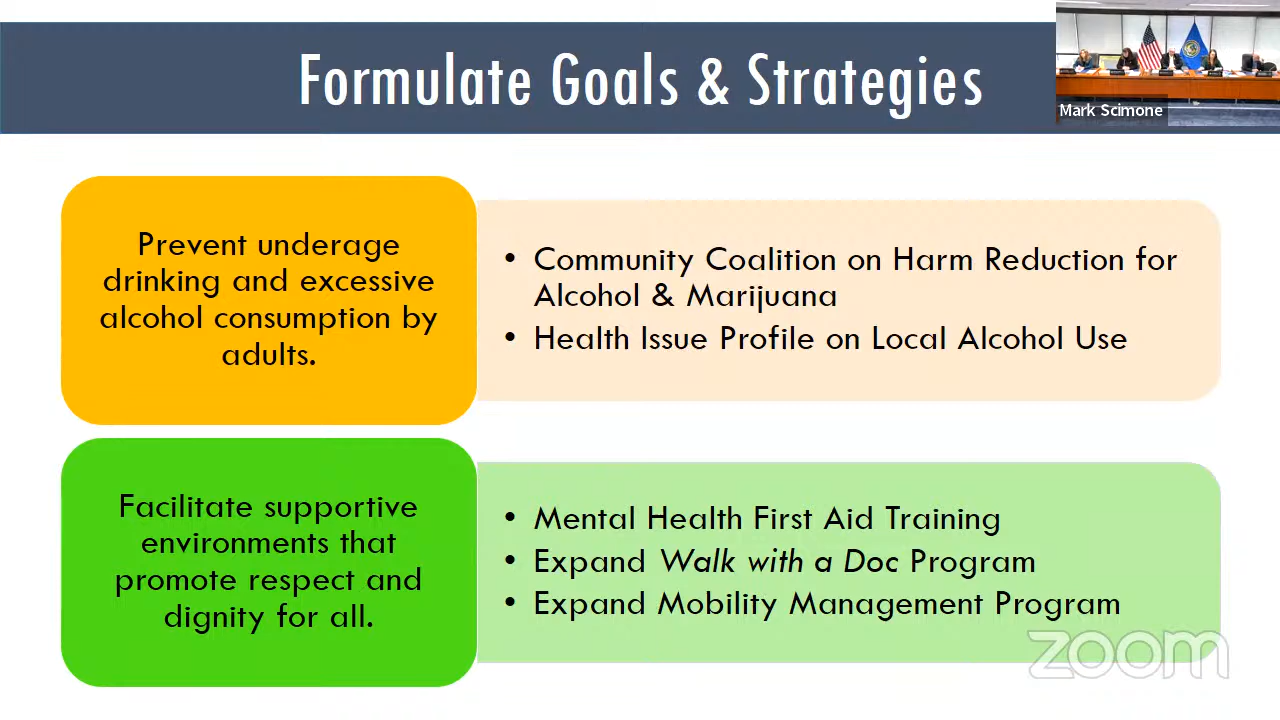 Formulate Goals & Strategies
Mark Scimone
Prevent underage
drinking and excessive
alcohol consumption by
adults.
• Community Coalition on Harm Reduction for
Alcohol & Marijuana
• Health Issue Profile on Local Alcohol Use
Facilitate supportive
environments that
promote respect and
dignity for all.
• Mental Health First Aid Training
• Expand Walk with a Doc Program
• Expand Mobility Management Program
zoom